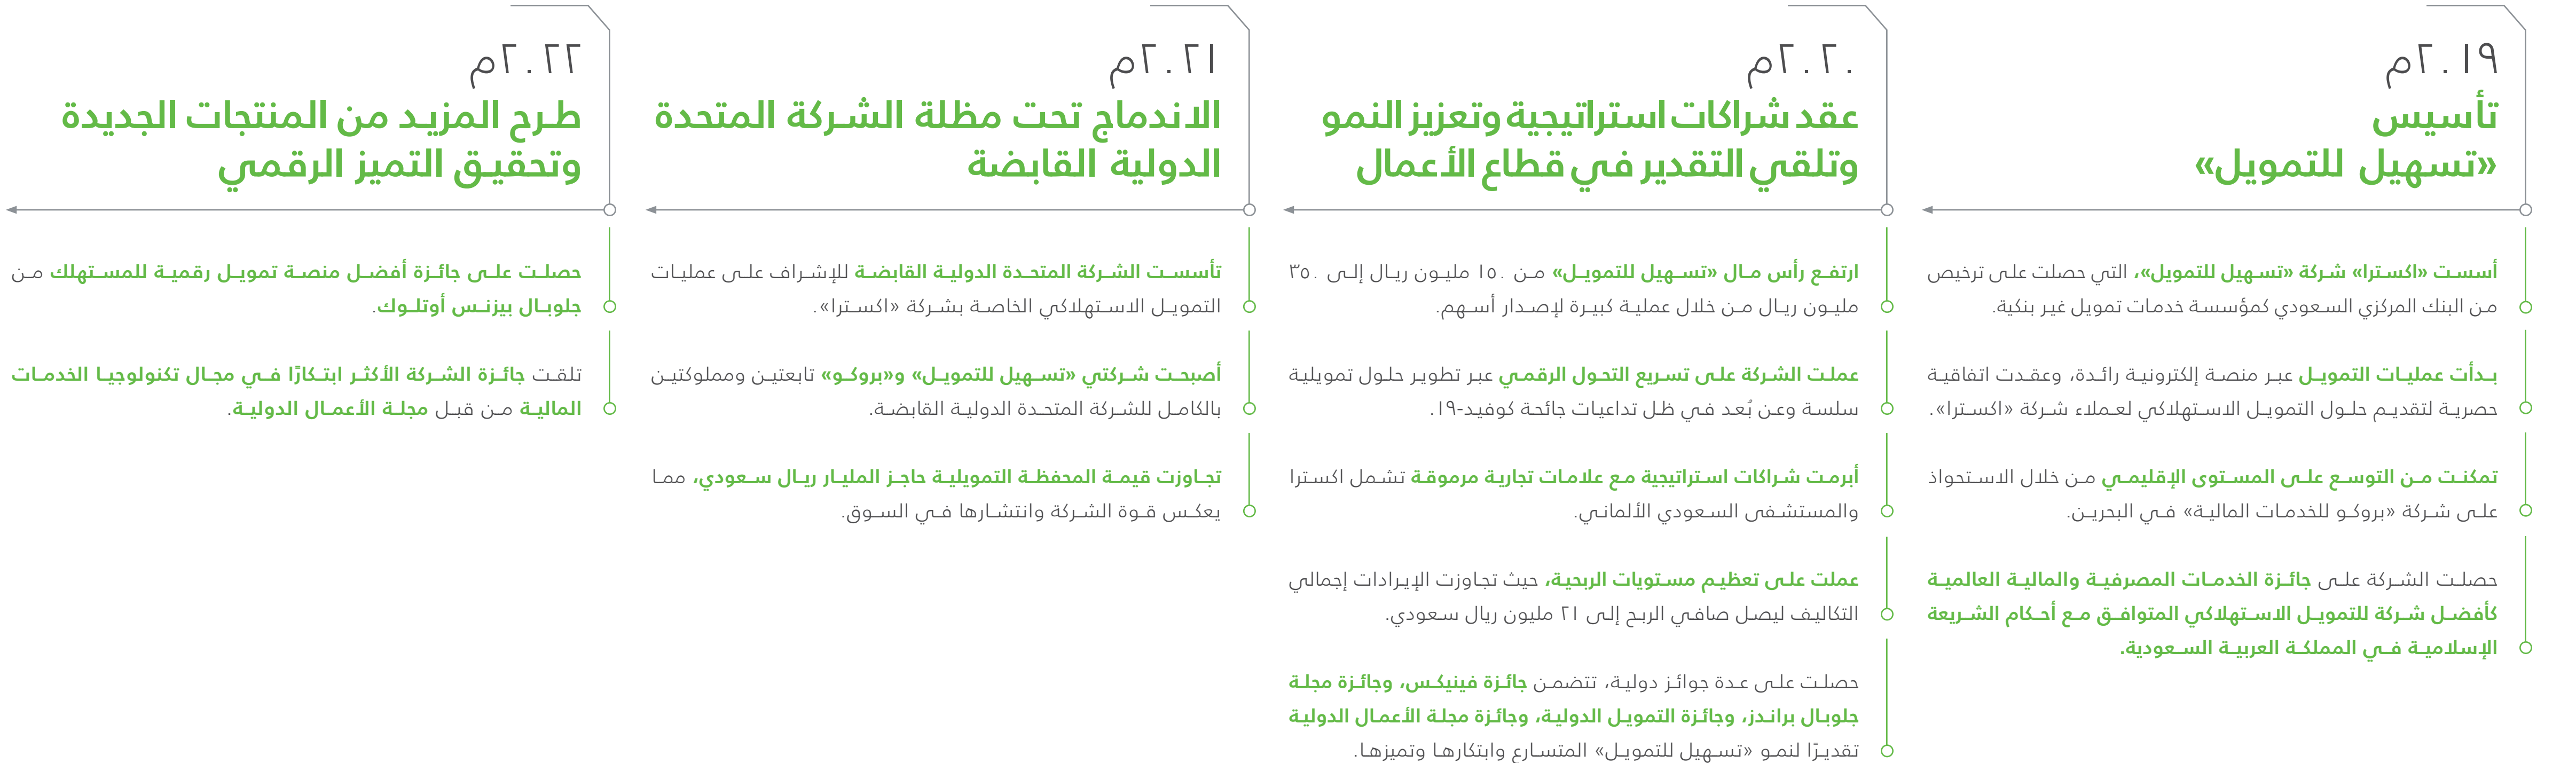 ٢٠١٩م
تأسيس
«تسهيل للتمويل»
أسست «اكسترا» شركة «تسهيل للتمويل»، التي حصلت على ترخيص
من البنك المركزي السعودي كمؤسسة خدمات تمويل غير بنكية.
بدأت عمليات التمويل عبر منصة إلكترونية رائدة، وعقدت اتفاقية
حصرية لتقديم حلول التمويل الاستهلاكي لعملاء شركة «اكسترا».
تمكنت من التوسع على المستوى الإقليمي من خلال الاستحواذ
على شركة «بروكو للخدمات المالية» في البحرين.
حصلت الشركة على جائزة الخدمات المصرفية والمالية العالمية
كأفضل شركة للتمويل الاستهلاكي المتوافق مع أحكام الشريعة
الإسلامية في المملكة العربية السعودية.
٢٠٢٠م
عقد شراكات استراتيجية وتعزيز النمو
وتلقي التقدير في قطاع الأعمال
ارتفع رأس مال «تسهيل للتمويل» من ١٥٠ مليون ريال إلى ٣٥٠
مليون ريال من خلال عملية كبيرة لإصدار أسهم.
عملت الشركة على تسريع التحول الرقمي عبر تطوير حلول تمويلية
سلسة وعن بُعد في ظل تداعيات جائحة كوفيد-١٩.
أبرمت شراكات استراتيجية مع علامات تجارية مرموقة تشمل اكسترا
والمستشفى السعودي الألماني.
عملت على تعظيم مستويات الربحية، حيث تجاوزت الإيرادات إجمالي
التكاليف ليصل صافي الربح إلى ٢١ مليون ريال سعودي.
حصلت على عدة جوائز دولية، تتضمن جائزة فينيكس، وجائزة مجلة
جلوبال براندز، وجائزة التمويل الدولية، وجائزة مجلة الأعمال الدولية
تقديرًا لنمو «تسهيل للتمويل» المتسارع وابتكارها وتميزها.
٢٠٢١م
الاندماج تحت مظلة الشركة المتحدة
الدولية القابضة
تأسست الشركة المتحدة الدولية القابضة للإشراف على عمليات
التمويل الاستهلاكي الخاصة بشركة «اكسترا».
أصبحت شركتي «تسهيل للتمويل» و«بروكو» تابعتين ومملوكتين
بالكامل للشركة المتحدة الدولية القابضة.
تجاوزت قيمة المحفظة التمويلية حاجز المليار ريال سعودي، مما
يعكس قوة الشركة وانتشارها في السوق.
٢٠٢٢م
طرح المزيد من المنتجات الجديدة
وتحقيق التميز الرقمي
حصلت على جائزة أفضل منصة تمويل رقمية للمستهلك من
جلوبال بيزنس أوتلوك.
تلقت جائزة الشركة الأكثر ابتكارًا في مجال تكنولوجيا الخدمات
المالية من قبل مجلة الأعمال الدولية.